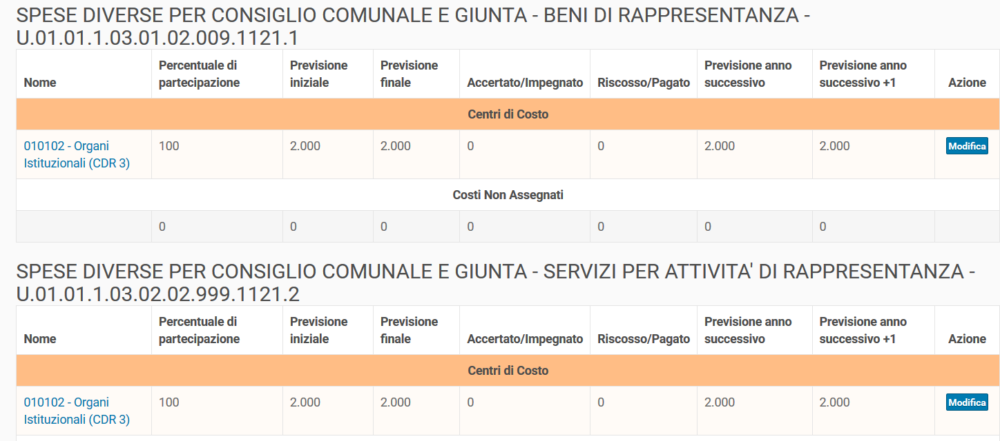 SPESE DIVERSE PER CONSIGLIO COMUNALE E GIUNTA - BENI DI RAPPRESENTANZA -
U.01.01.1.03.01.02.009.1121.1
Nome Percentuale di partecipazione Previsione iniziale Previsione finale Accertato/Impegnato Riscosso/Pagato Previsione anno successivo Previsione anno successivo +1 Azione
Centri di Costo
010102 - Organi Istituzionali (CDR 3) 100 2.000 2.000 0 0 2.000 2.000 Modifica
Costi Non Assegnati
0 0 0 0 0 0 0
SPESE DIVERSE PER CONSIGLIO COMUNALE E GIUNTA - SERVIZI PER ATTIVITA' DI RAPPRESENTANZA -
U.01.01.1.03.02.02.999.1121.2
Nome Percentuale di partecipazione Previsione iniziale Previsione finale Accertato/Impegnato Riscosso/Pagato Previsione anno successivo Previsione anno successivo +1 Azione
Centri di Costo
010102 - Organi Istituzionali (CDR 3) 100 2.000 2.000 0 0 2.000 2.000 Modifica